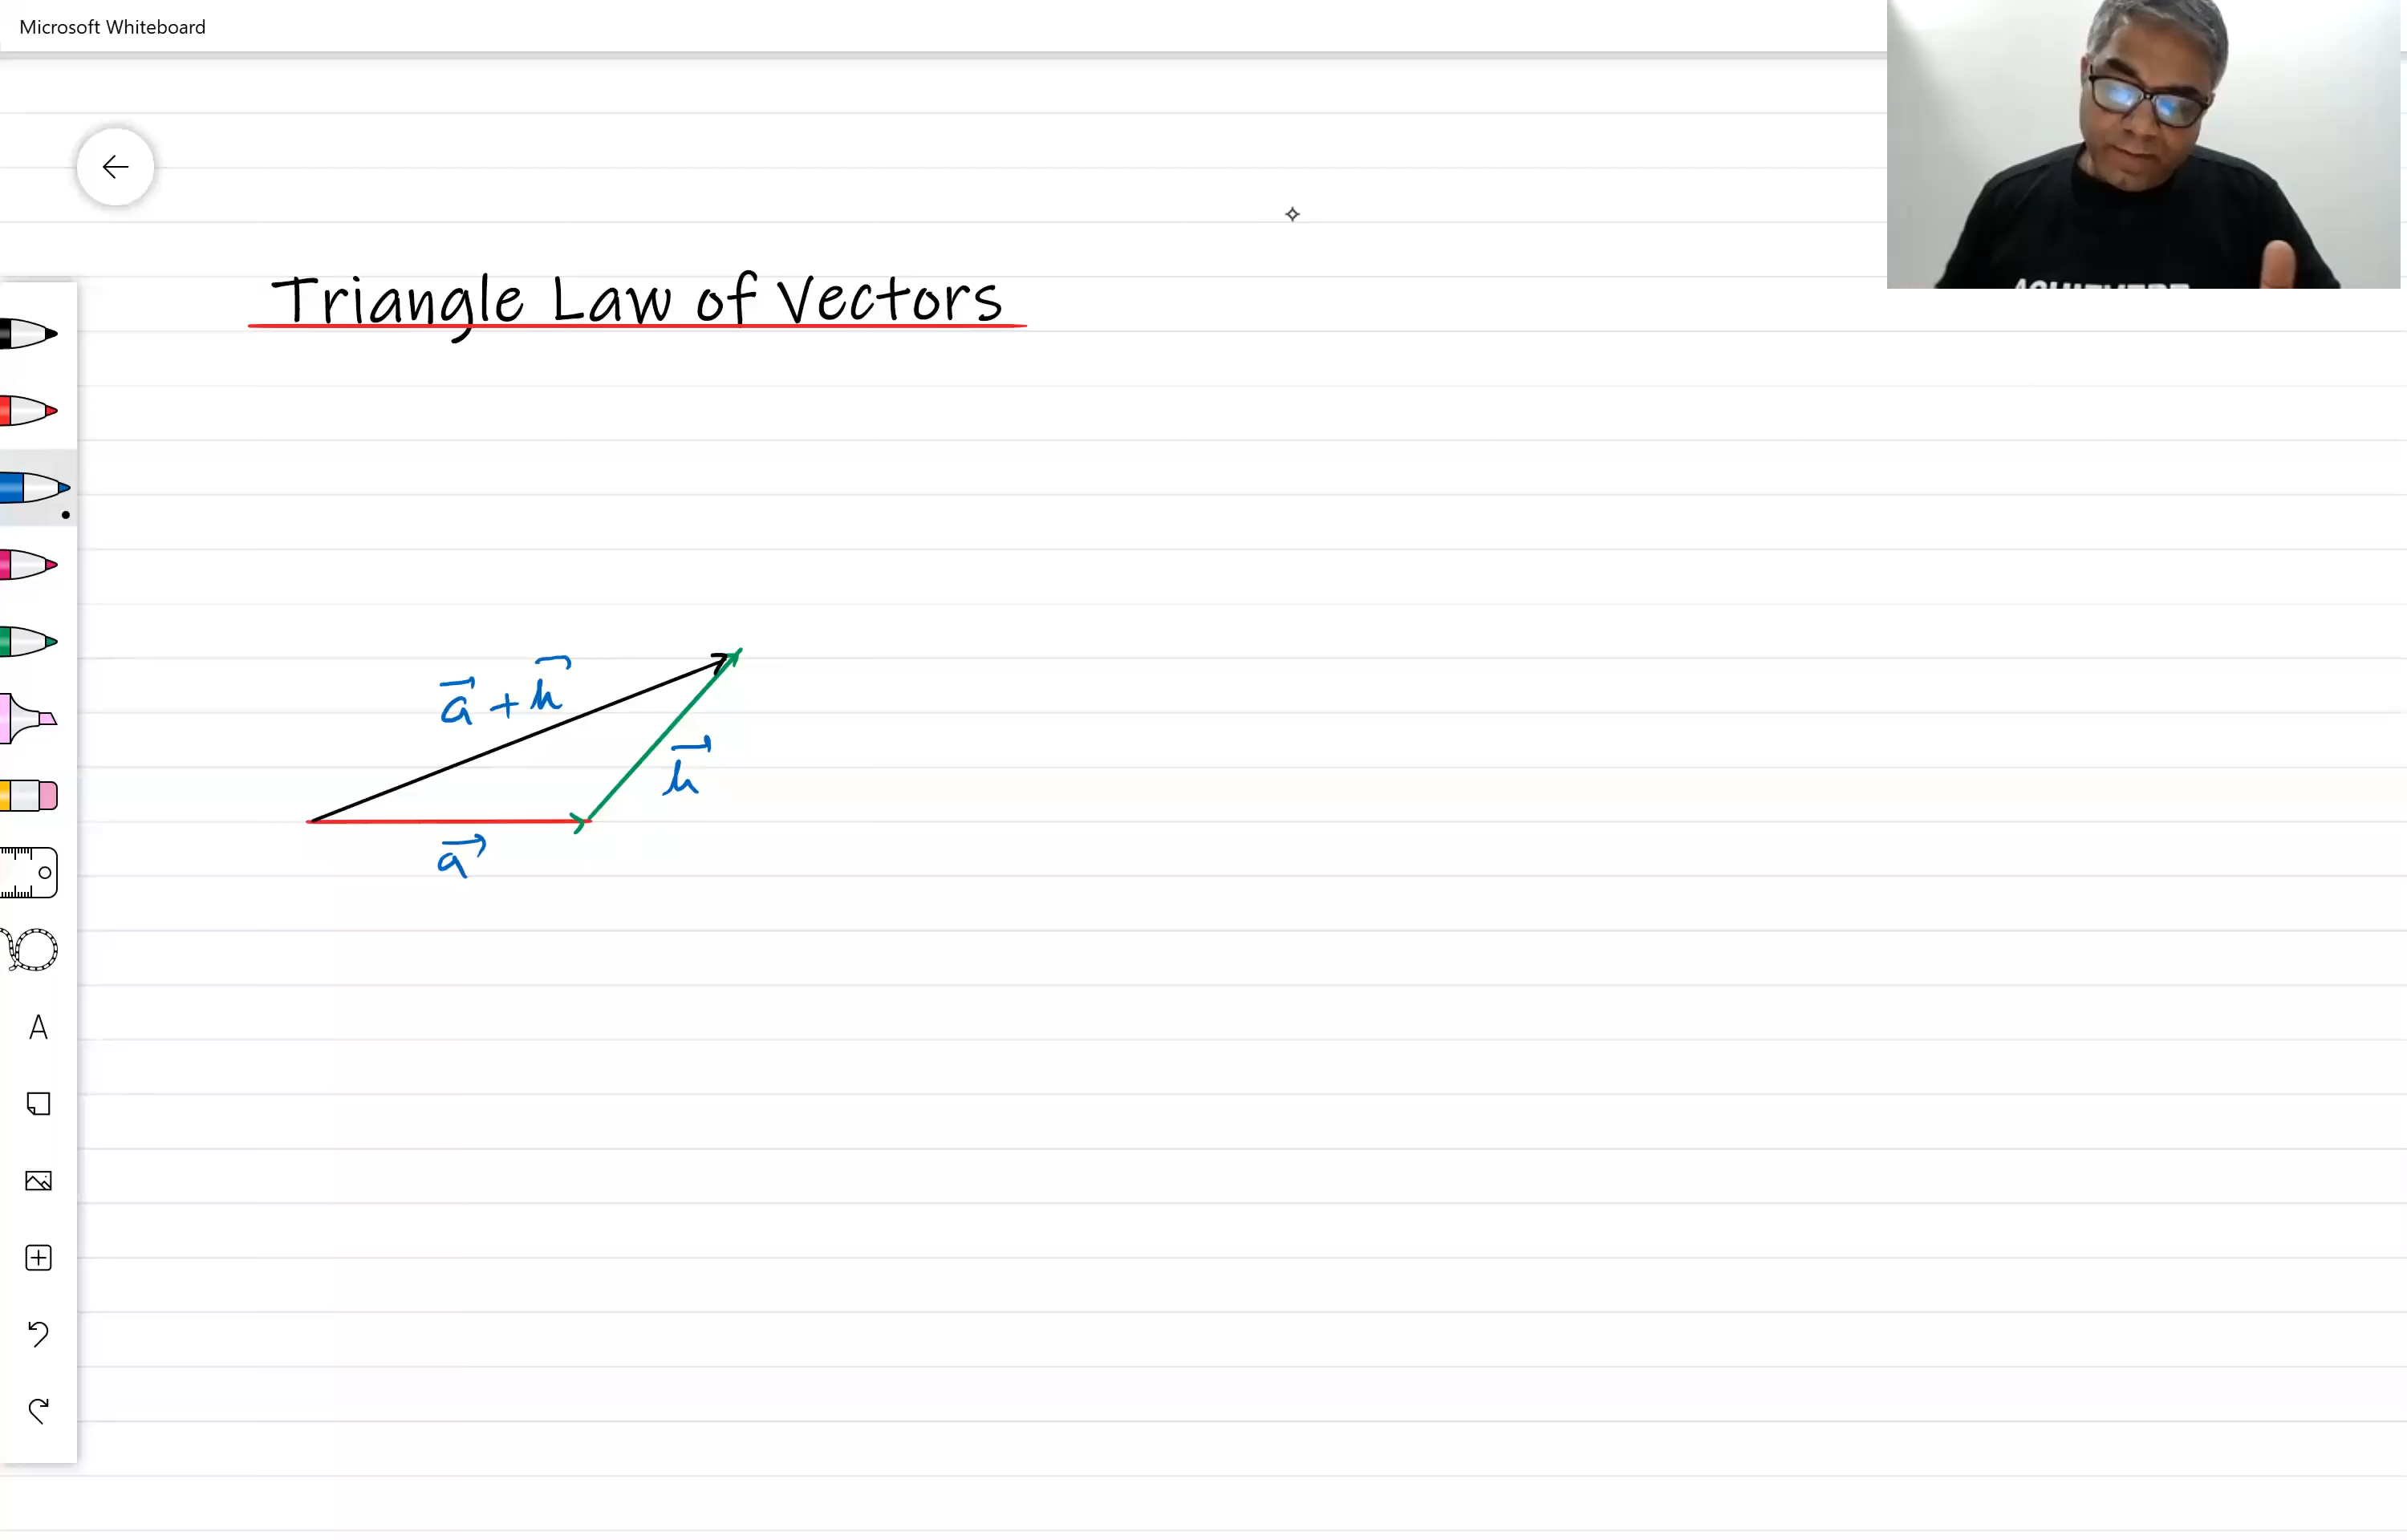 Microsoft Whiteboard
Triangle Law of Vectors
a⃗ + h⃗
h⃗
a⃗
A